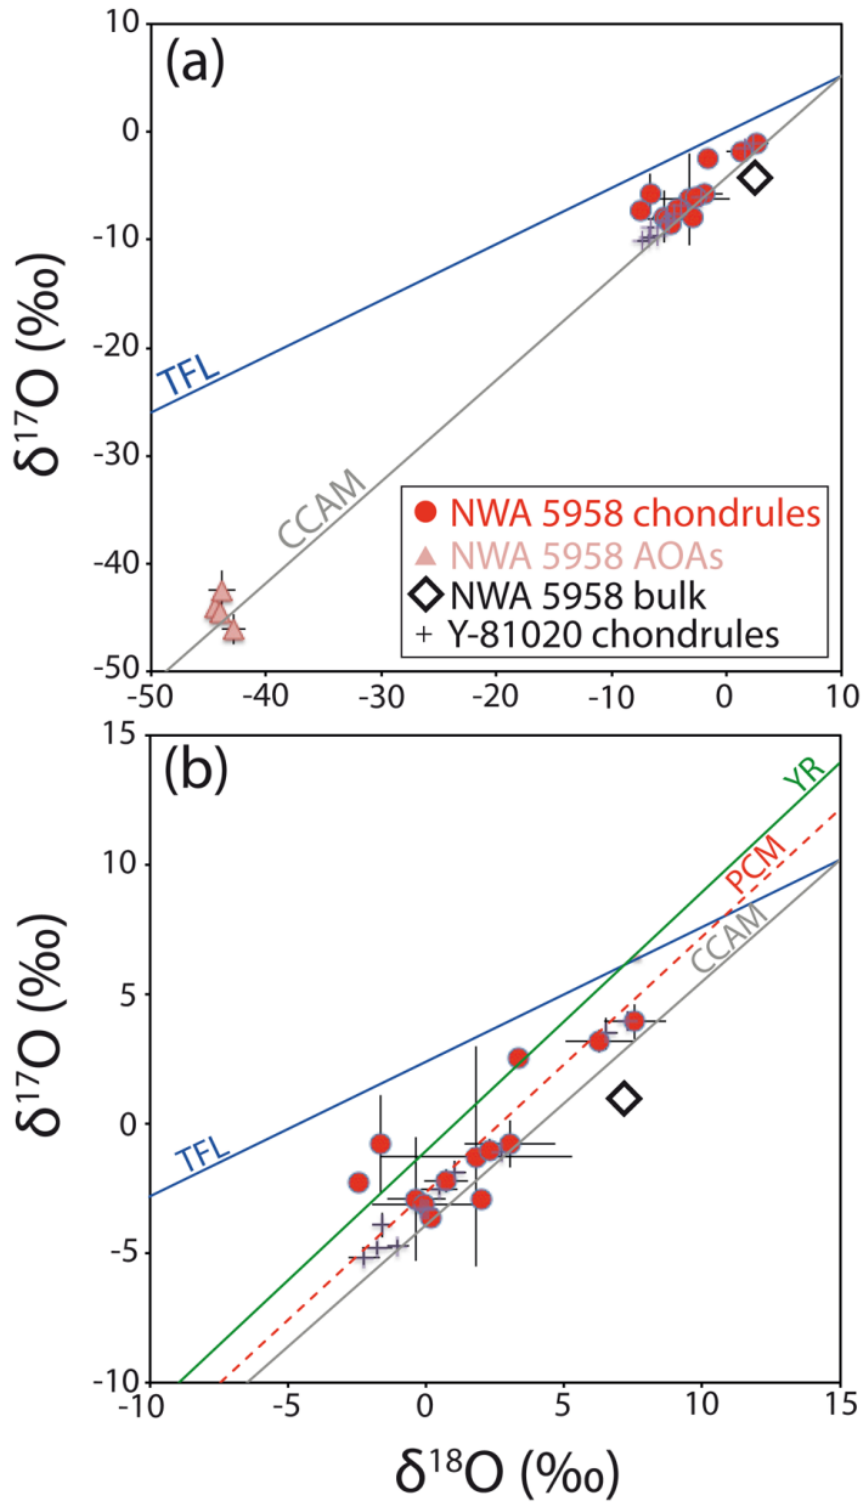 (a)
10
0
-10
-20
-30
-40
-50
δ¹⁷O (‰)
TFL
CCAM
NWA 5958 chondrules
NWA 5958 AOAs
NWA 5958 bulk
Y-81020 chondrules
-50 -40 -30 -20 -10 0 10
(b)
15
10
5
0
-5
-10
δ¹⁷O (‰)
YR
PCM
CCAM
TFL
-10 -5 0 5 10 15
δ¹⁸O (‰)